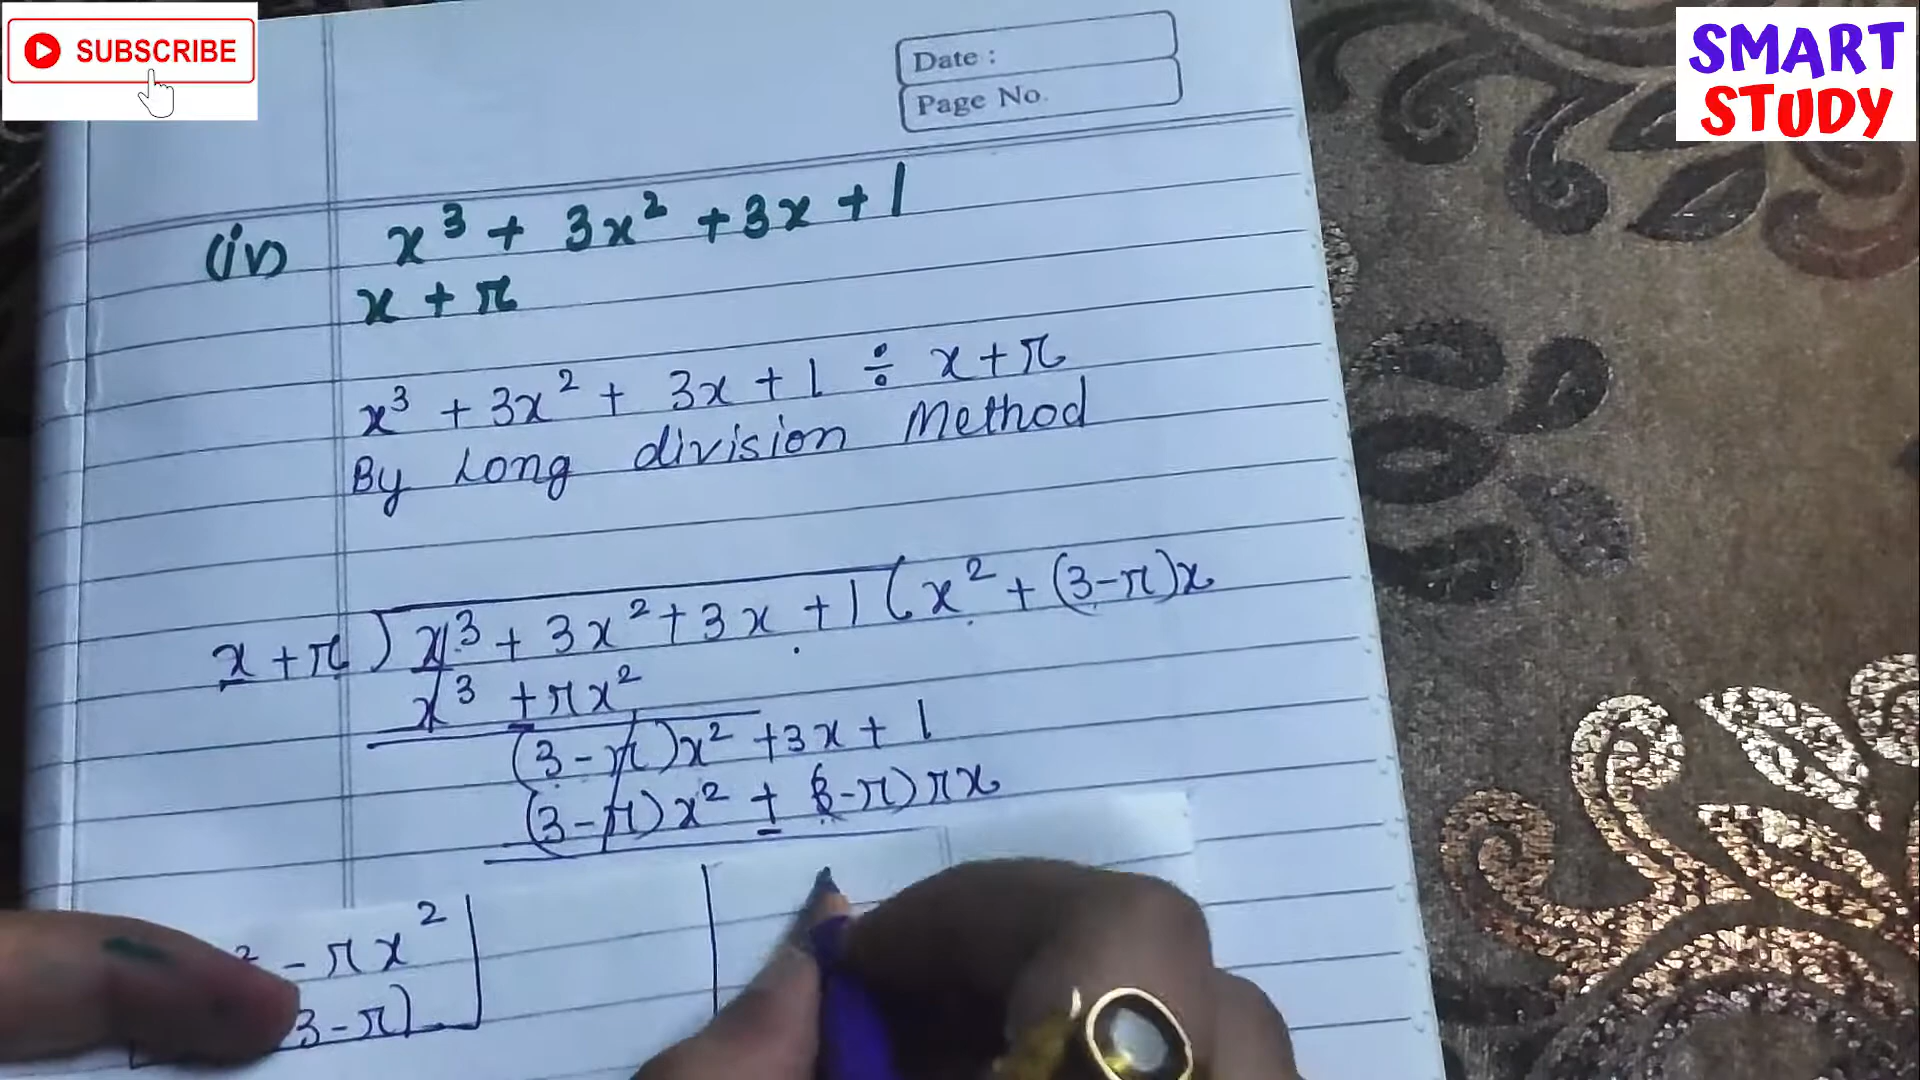 SUBSCRIBE
SMART
STUDY
Date :
Page No.
(iv) x³ + 3x² + 3x + 1
x + π
x³ + 3x² + 3x + 1 ÷ x + π
By Long division Method
x + π ) x³ + 3x² + 3x + 1 ( x² + (3-π)x
x³ + πx²
(3-π)x² + 3x + 1
(3-π)x² + (3-π)πx
- πx²
3-π)